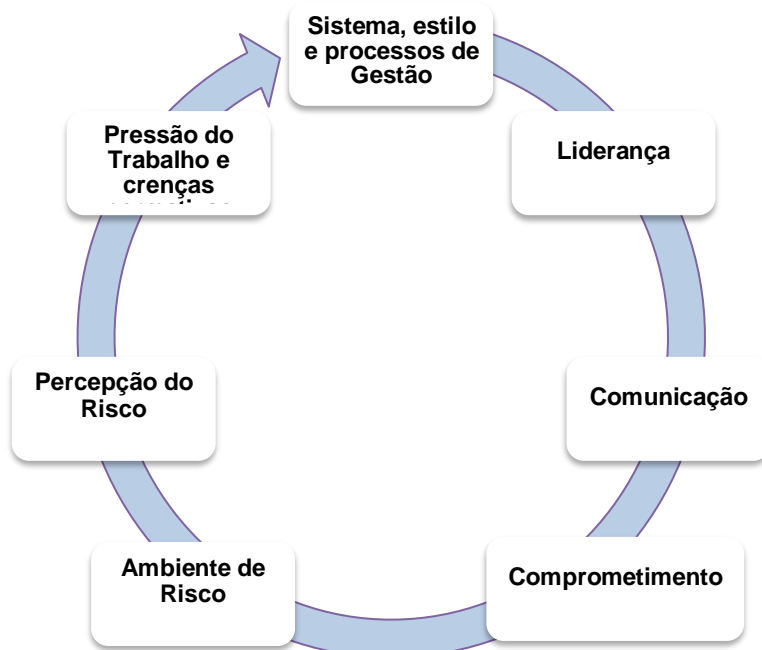 Sistema, estilo
e processos de
Gestão
Liderança
Comunicação
Comprometimento
Ambiente de
Risco
Percepção do
Risco
Pressão do
Trabalho e
crenças